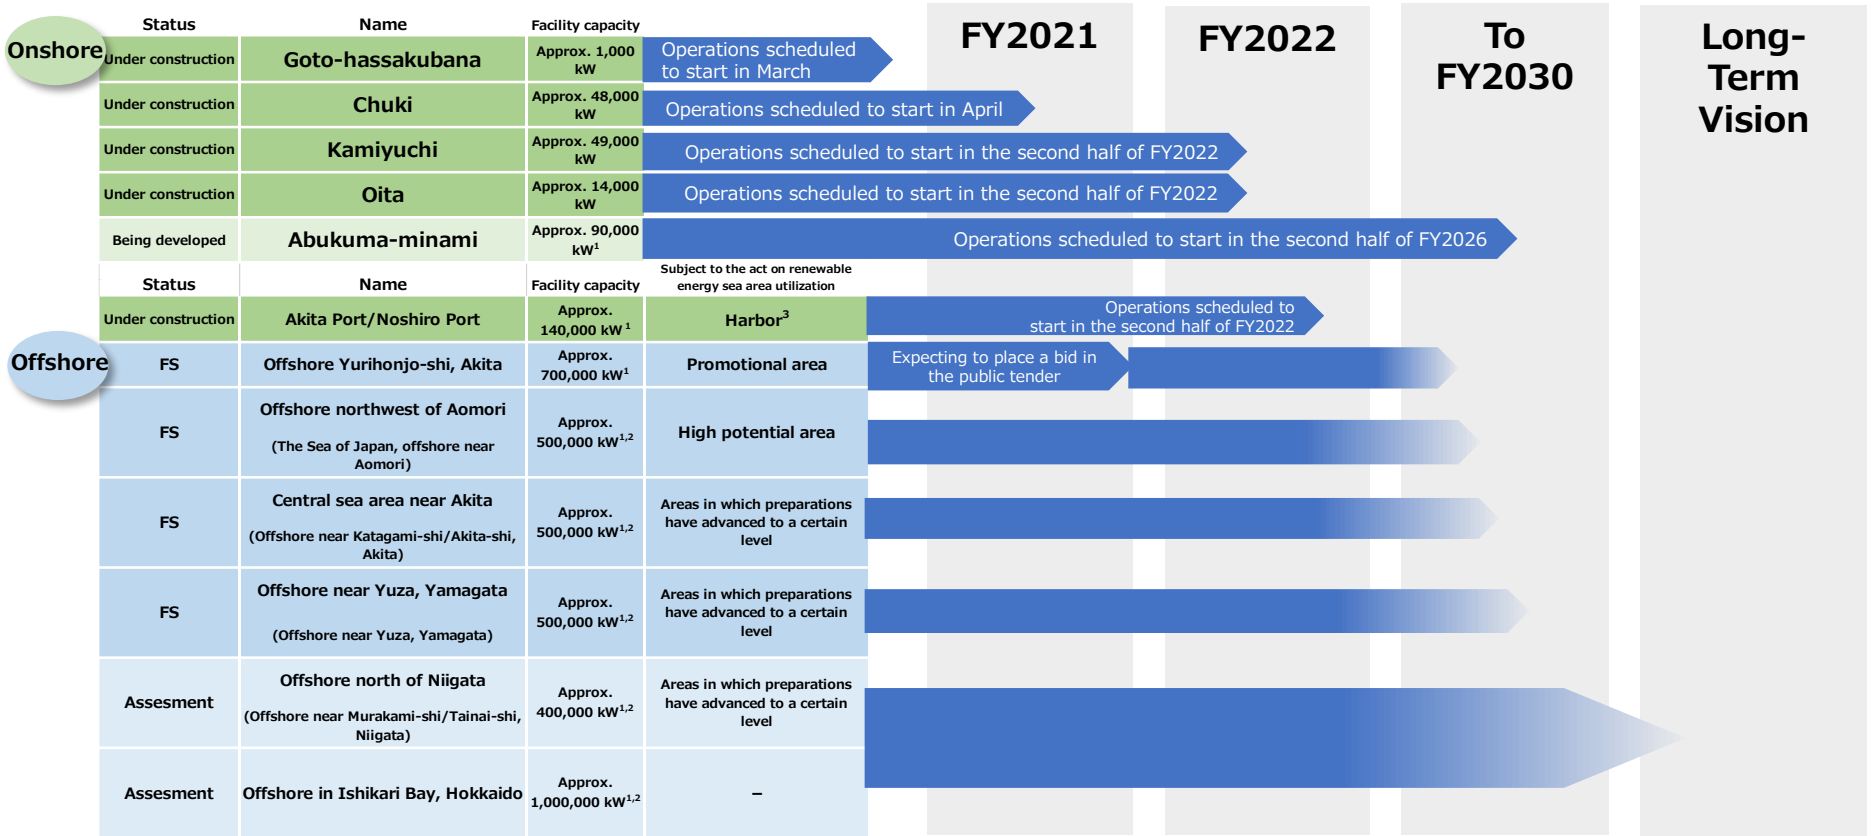 FY2021
FY2022
To
FY2030
Long-
Term
Vision
Onshore
Status
Name
Facility capacity
Under construction
Goto-hassakubana
Approx. 1,000
kW
Operations scheduled
to start in March
Under construction
Chuki
Approx. 48,000
kW
Operations scheduled to start in April
Under construction
Kamiyuchi
Approx. 49,000
kW
Operations scheduled to start in the second half of FY2022
Under construction
Oita
Approx. 14,000
kW
Operations scheduled to start in the second half of FY2022
Being developed
Abukuma-minami
Approx. 90,000
kW1
Operations scheduled to start in the second half of FY2026
Offshore
Status
Name
Facility capacity
Subject to the act on renewable
energy sea area utilization
Under construction
Akita Port/Noshiro Port
Approx.
140,000 kW 1
Harbor3
Operations scheduled to
start in the second half of FY2022
FS
Offshore Yurihonjo-shi, Akita
Approx.
700,000 kW1
Promotional area
Expecting to place a bid in
the public tender
FS
Offshore northwest of Aomori
(The Sea of Japan, offshore near
Aomori)
Approx.
500,000 kW1,2
High potential area
FS
Central sea area near Akita
(Offshore near Katagami-shi/Akita-shi,
Akita)
Approx.
500,000 kW1,2
Areas in which preparations
have advanced to a certain
level
FS
Offshore near Yuza, Yamagata
(Offshore near Yuza, Yamagata)
Approx.
500,000 kW1,2
Areas in which preparations
have advanced to a certain
level
Assesment
Offshore north of Niigata
(Offshore near Murakami-shi/Tainai-shi,
Niigata)
Approx.
400,000 kW1,2
Areas in which preparations
have advanced to a certain
level
Assesment
Offshore in Ishikari Bay, Hokkaido
Approx.
1,000,000 kW1,2
–